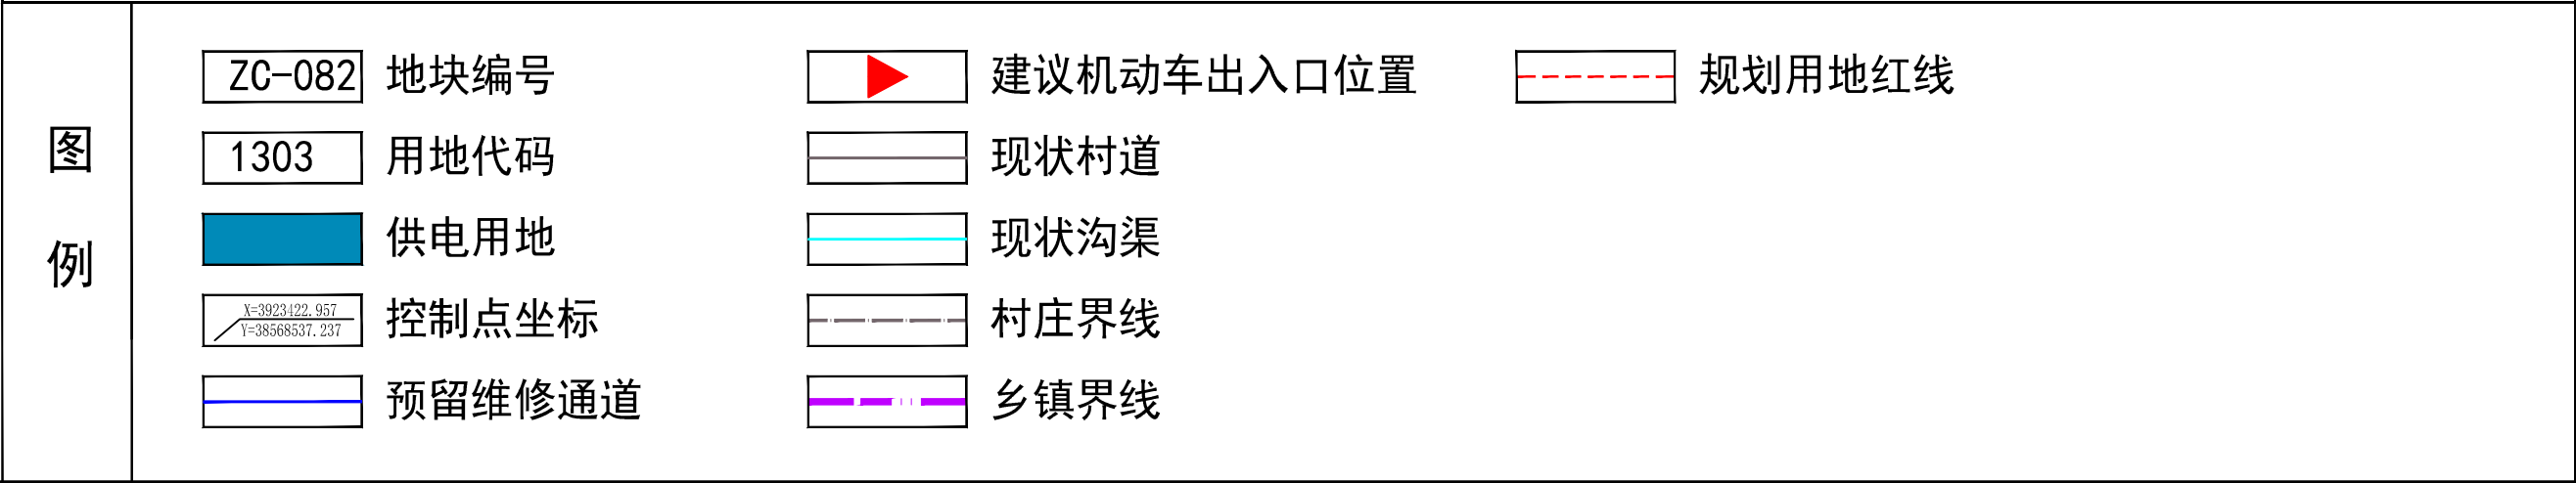 图例
ZC-082 地块编号
1303 用地代码
供电用地
X=3923422.957
Y=38568537.237
控制点坐标
预留维修通道
建议机动车出入口位置
现状村道
现状沟渠
村庄界线
乡镇界线
规划用地红线